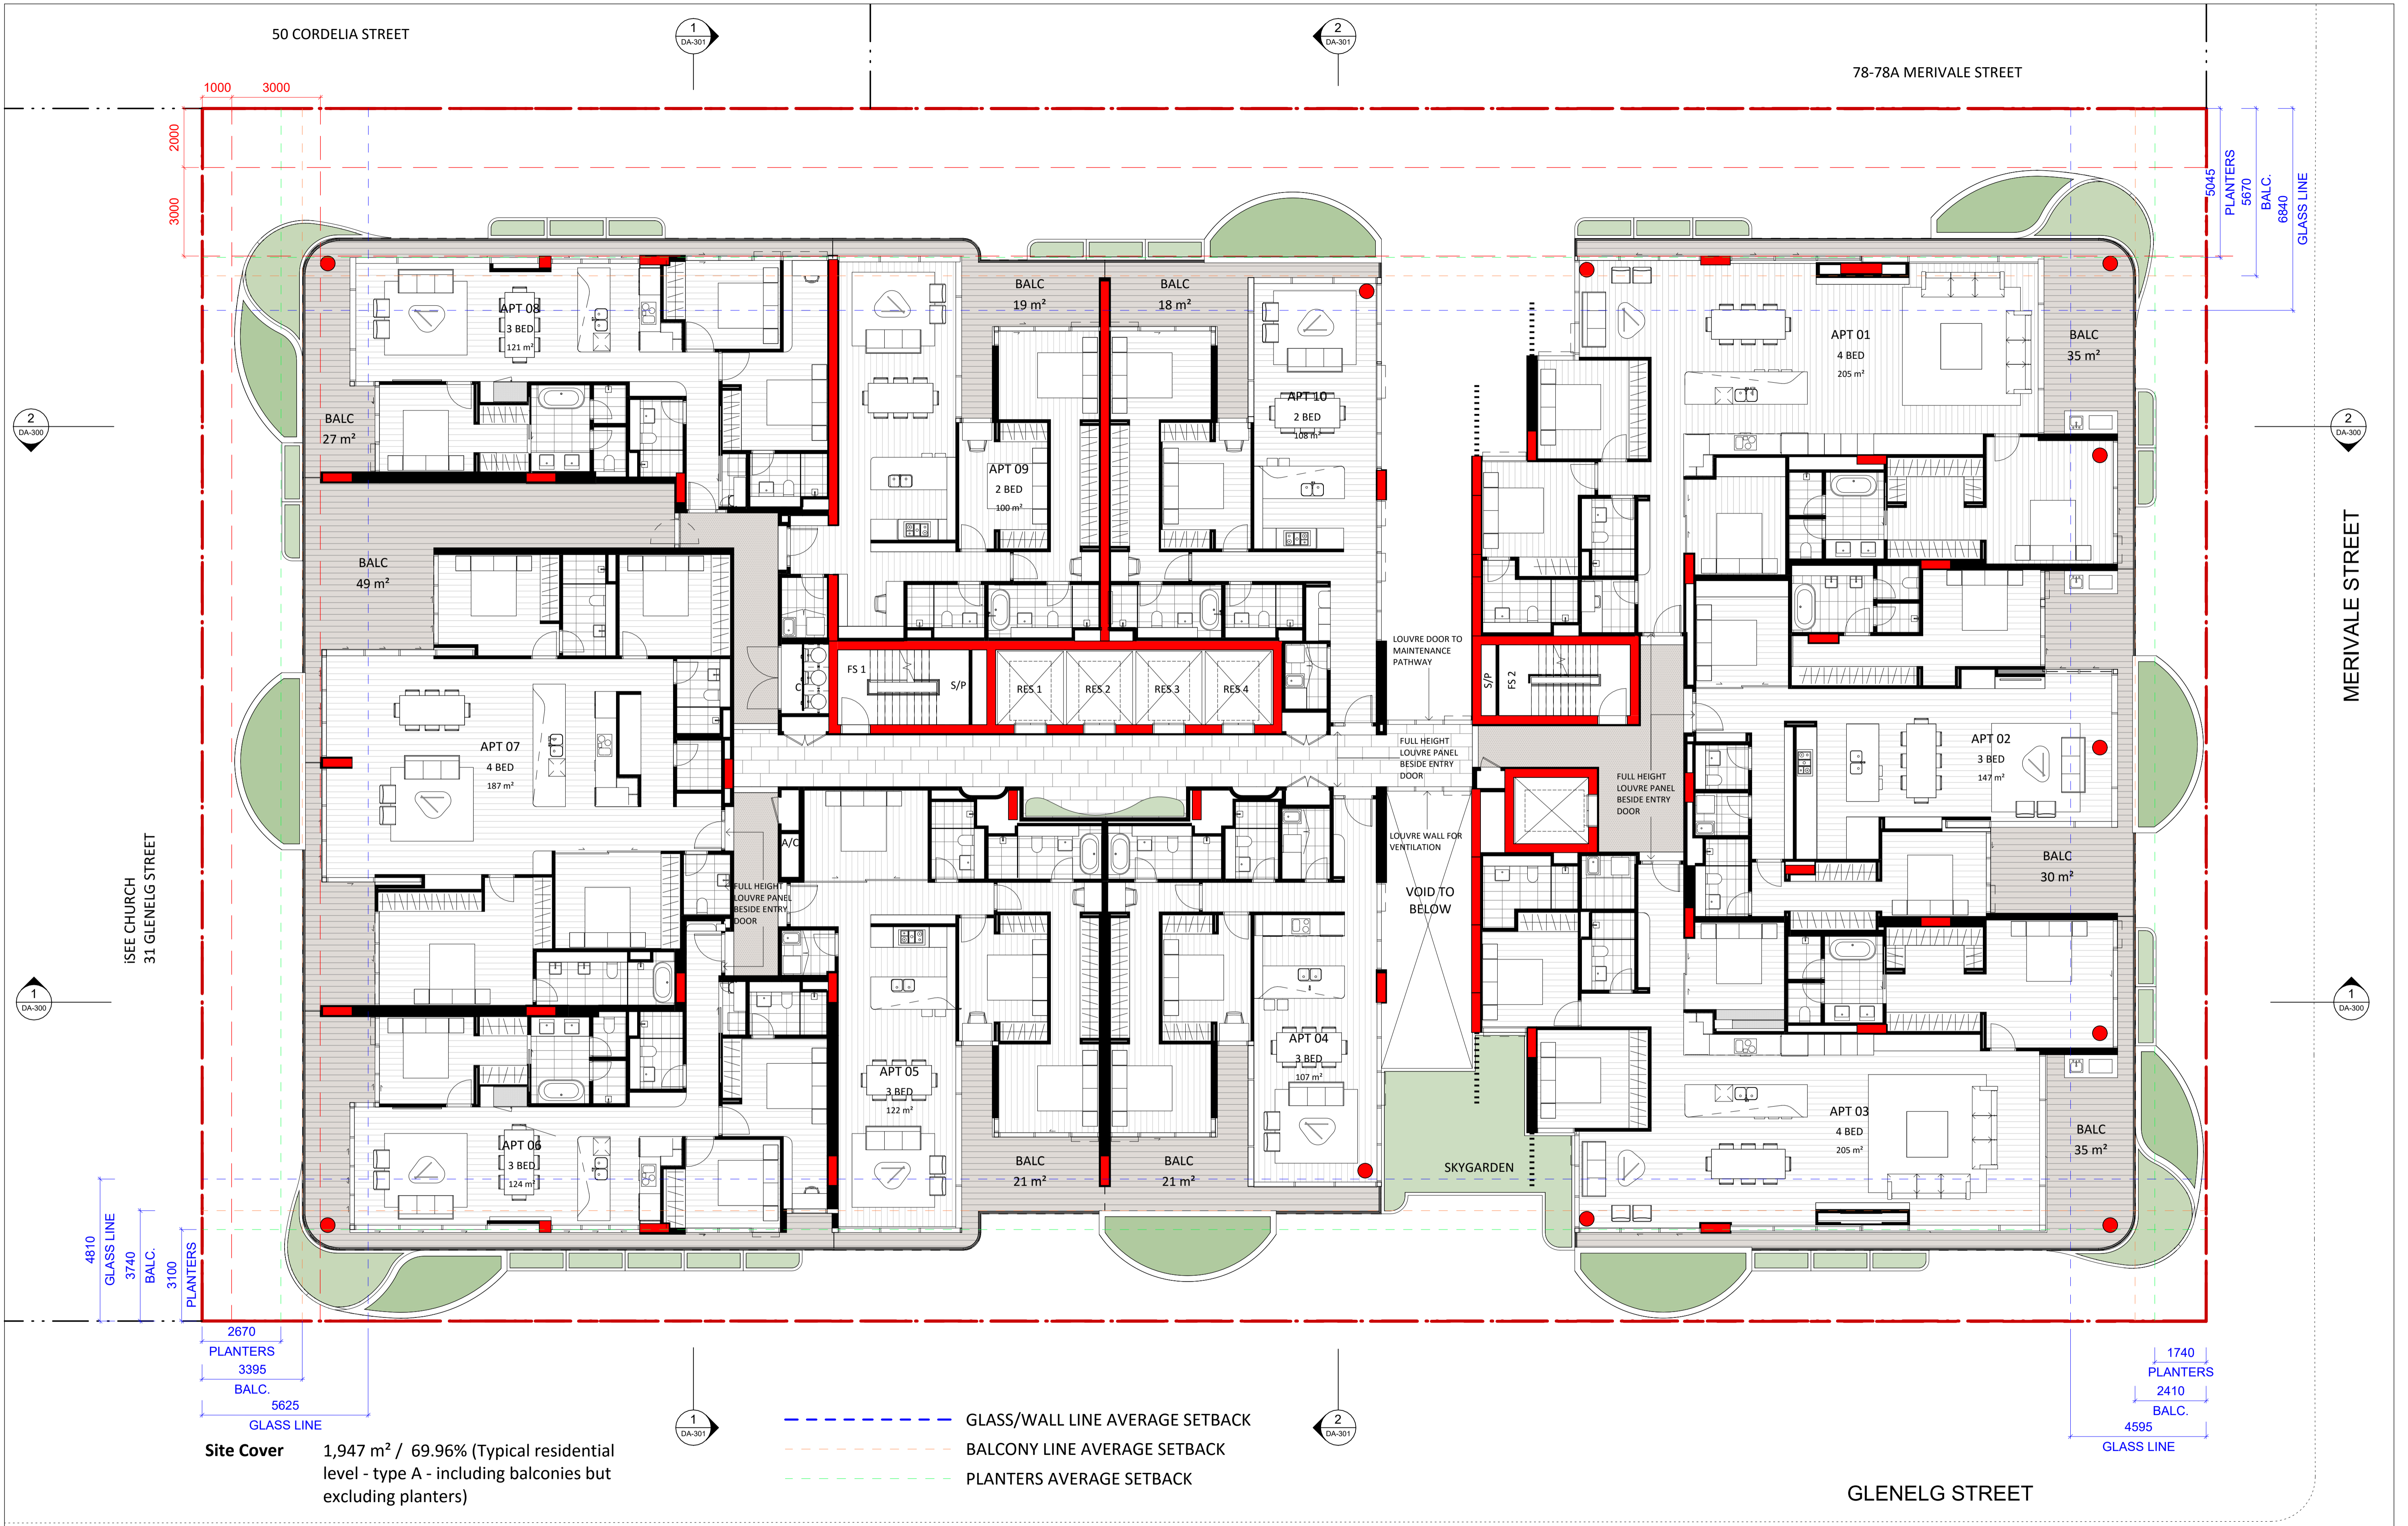 50 CORDELIA STREET
1
DA-301
2
DA-301
78-78A MERIVALE STREET
1000
3000
2000
3000
5045
PLANTERS
5670
BALC.
6840
GLASS LINE
APT 08
3 BED
121 m²
BALC
27 m²
BALC
19 m²
BALC
18 m²
APT 10
2 BED
108 m²
APT 09
2 BED
100 m²
APT 01
4 BED
205 m²
BALC
35 m²
2
DA-300
2
DA-300
BALC
49 m²
MERIVALE STREET
LOUVRE DOOR TO
MAINTENANCE
PATHWAY
FS 1
S/P
RES 1
RES 2
RES 3
RES 4
C
S/P
FS 2
APT 07
4 BED
187 m²
FULL HEIGHT
LOUVRE PANEL
BESIDE ENTRY
DOOR
FULL HEIGHT
LOUVRE PANEL
BESIDE ENTRY
DOOR
APT 02
3 BED
147 m²
iSEE CHURCH
31 GLENELG STREET
A/C
LOUVRE WALL FOR
VENTILATION
FULL HEIGHT
LOUVRE PANEL
BESIDE ENTRY
DOOR
VOID TO
BELOW
BALC
30 m²
1
DA-300
1
DA-300
APT 04
3 BED
107 m²
APT 05
3 BED
122 m²
APT 06
3 BED
124 m²
APT 03
4 BED
205 m²
BALC
35 m²
BALC
21 m²
BALC
21 m²
SKYGARDEN
4810
GLASS LINE
3740
BALC.
3100
PLANTERS
2670
PLANTERS
3395
BALC.
5625
GLASS LINE
1740
PLANTERS
2410
BALC.
4595
GLASS LINE
1
DA-301
2
DA-301
GLASS/WALL LINE AVERAGE SETBACK
BALCONY LINE AVERAGE SETBACK
PLANTERS AVERAGE SETBACK
Site Cover 1,947 m² / 69.96% (Typical residential
level - type A - including balconies but
excluding planters)
GLENELG STREET